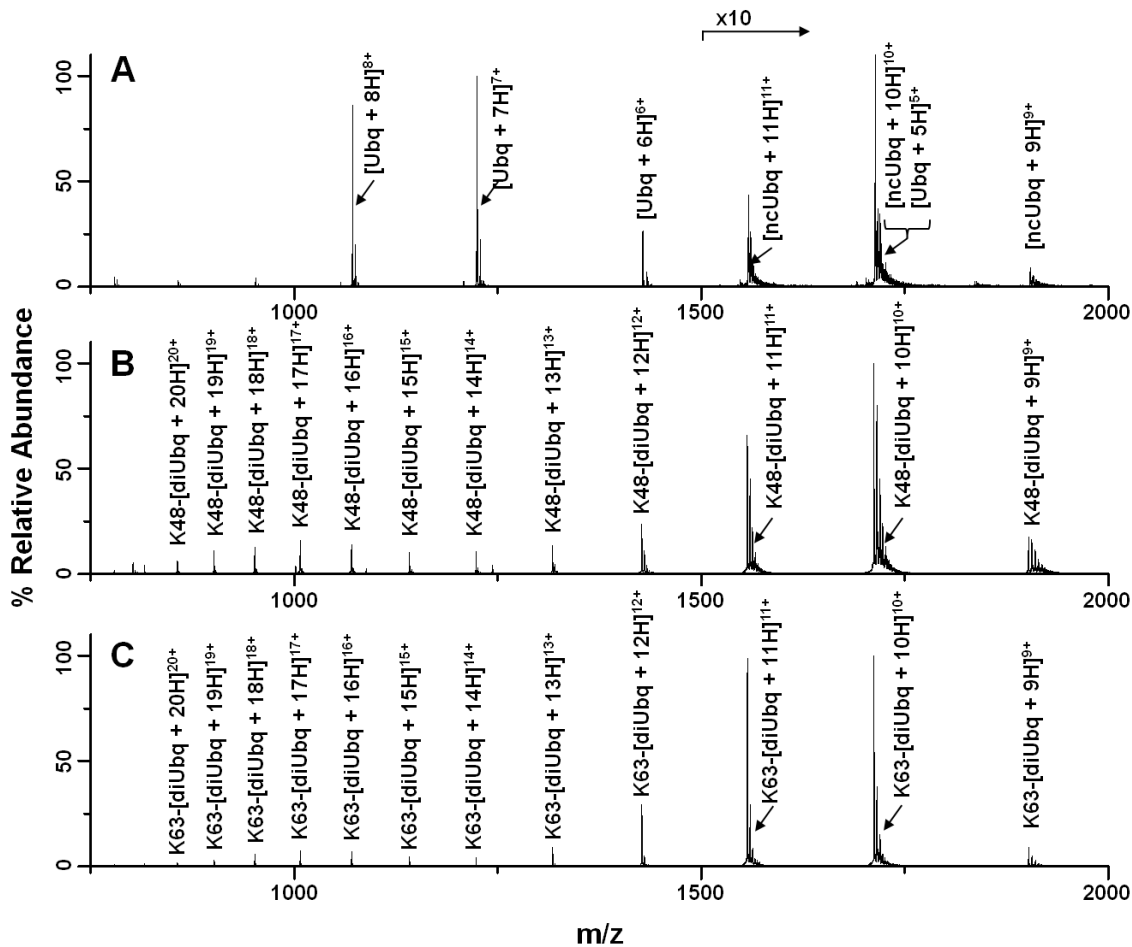 x10
A
100
50
0
[Ubq + 8H]8+
[Ubq + 7H]7+
[Ubq + 6H]6+
[ncUbq + 11H]11+
[ncUbq + 10H]10+
[Ubq + 5H]5+
[ncUbq + 9H]9+
1000
1500
2000
% Relative Abundance
B
100
50
0
K48-[diUbq + 20H]20+
K48-[diUbq + 19H]19+
K48-[diUbq + 18H]18+
K48-[diUbq + 17H]17+
K48-[diUbq + 16H]16+
K48-[diUbq + 15H]15+
K48-[diUbq + 14H]14+
K48-[diUbq + 13H]13+
K48-[diUbq + 12H]12+
K48-[diUbq + 11H]11+
K48-[diUbq + 10H]10+
K48-[diUbq + 9H]9+
1000
1500
2000
C
100
50
0
K63-[diUbq + 20H]20+
K63-[diUbq + 19H]19+
K63-[diUbq + 18H]18+
K63-[diUbq + 17H]17+
K63-[diUbq + 16H]16+
K63-[diUbq + 15H]15+
K63-[diUbq + 14H]14+
K63-[diUbq + 13H]13+
K63-[diUbq + 12H]12+
K63-[diUbq + 11H]11+
K63-[diUbq + 10H]10+
K63-[diUbq + 9H]9+
1000
1500
2000
m/z